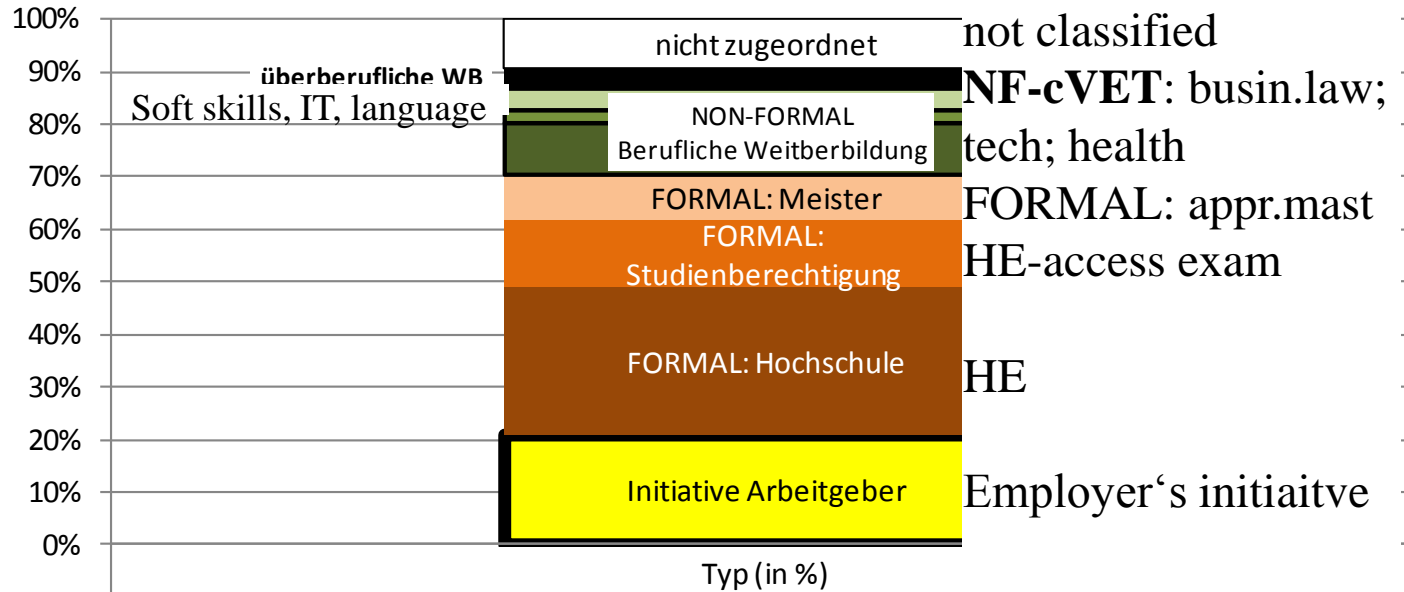 100%
90%
80%
70%
60%
50%
40%
30%
20%
10%
0%
überberufliche WB
Soft skills, IT, language
nicht zugeordnet
NON-FORMAL
Berufliche Weitberbildung
FORMAL: Meister
FORMAL:
Studienberechtigung
FORMAL: Hochschule
Initiative Arbeitgeber
Typ (in %)
not classified
NF-cVET: busin.law;
tech; health
FORMAL: appr.mast
HE-access exam
HE
Employer‘s initiaitve